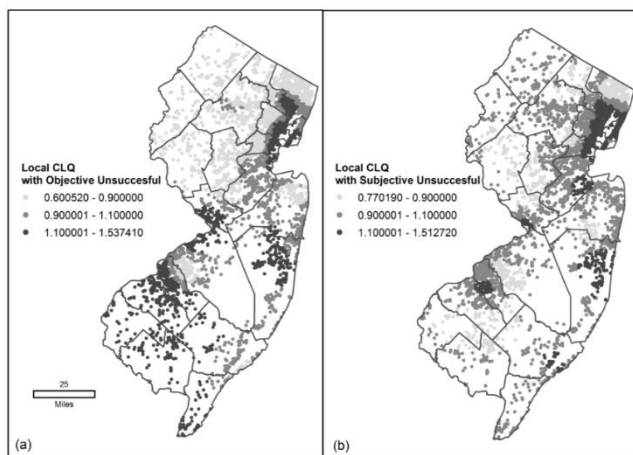 Local CLQ
with Objective Unsuccesful
0.600520 - 0.900000
0.900001 - 1.100000
1.100001 - 1.537410
25
Miles
(a)
Local CLQ
with Subjective Unsuccesful
0.770190 - 0.900000
0.900001 - 1.100000
1.100001 - 1.512720
(b)